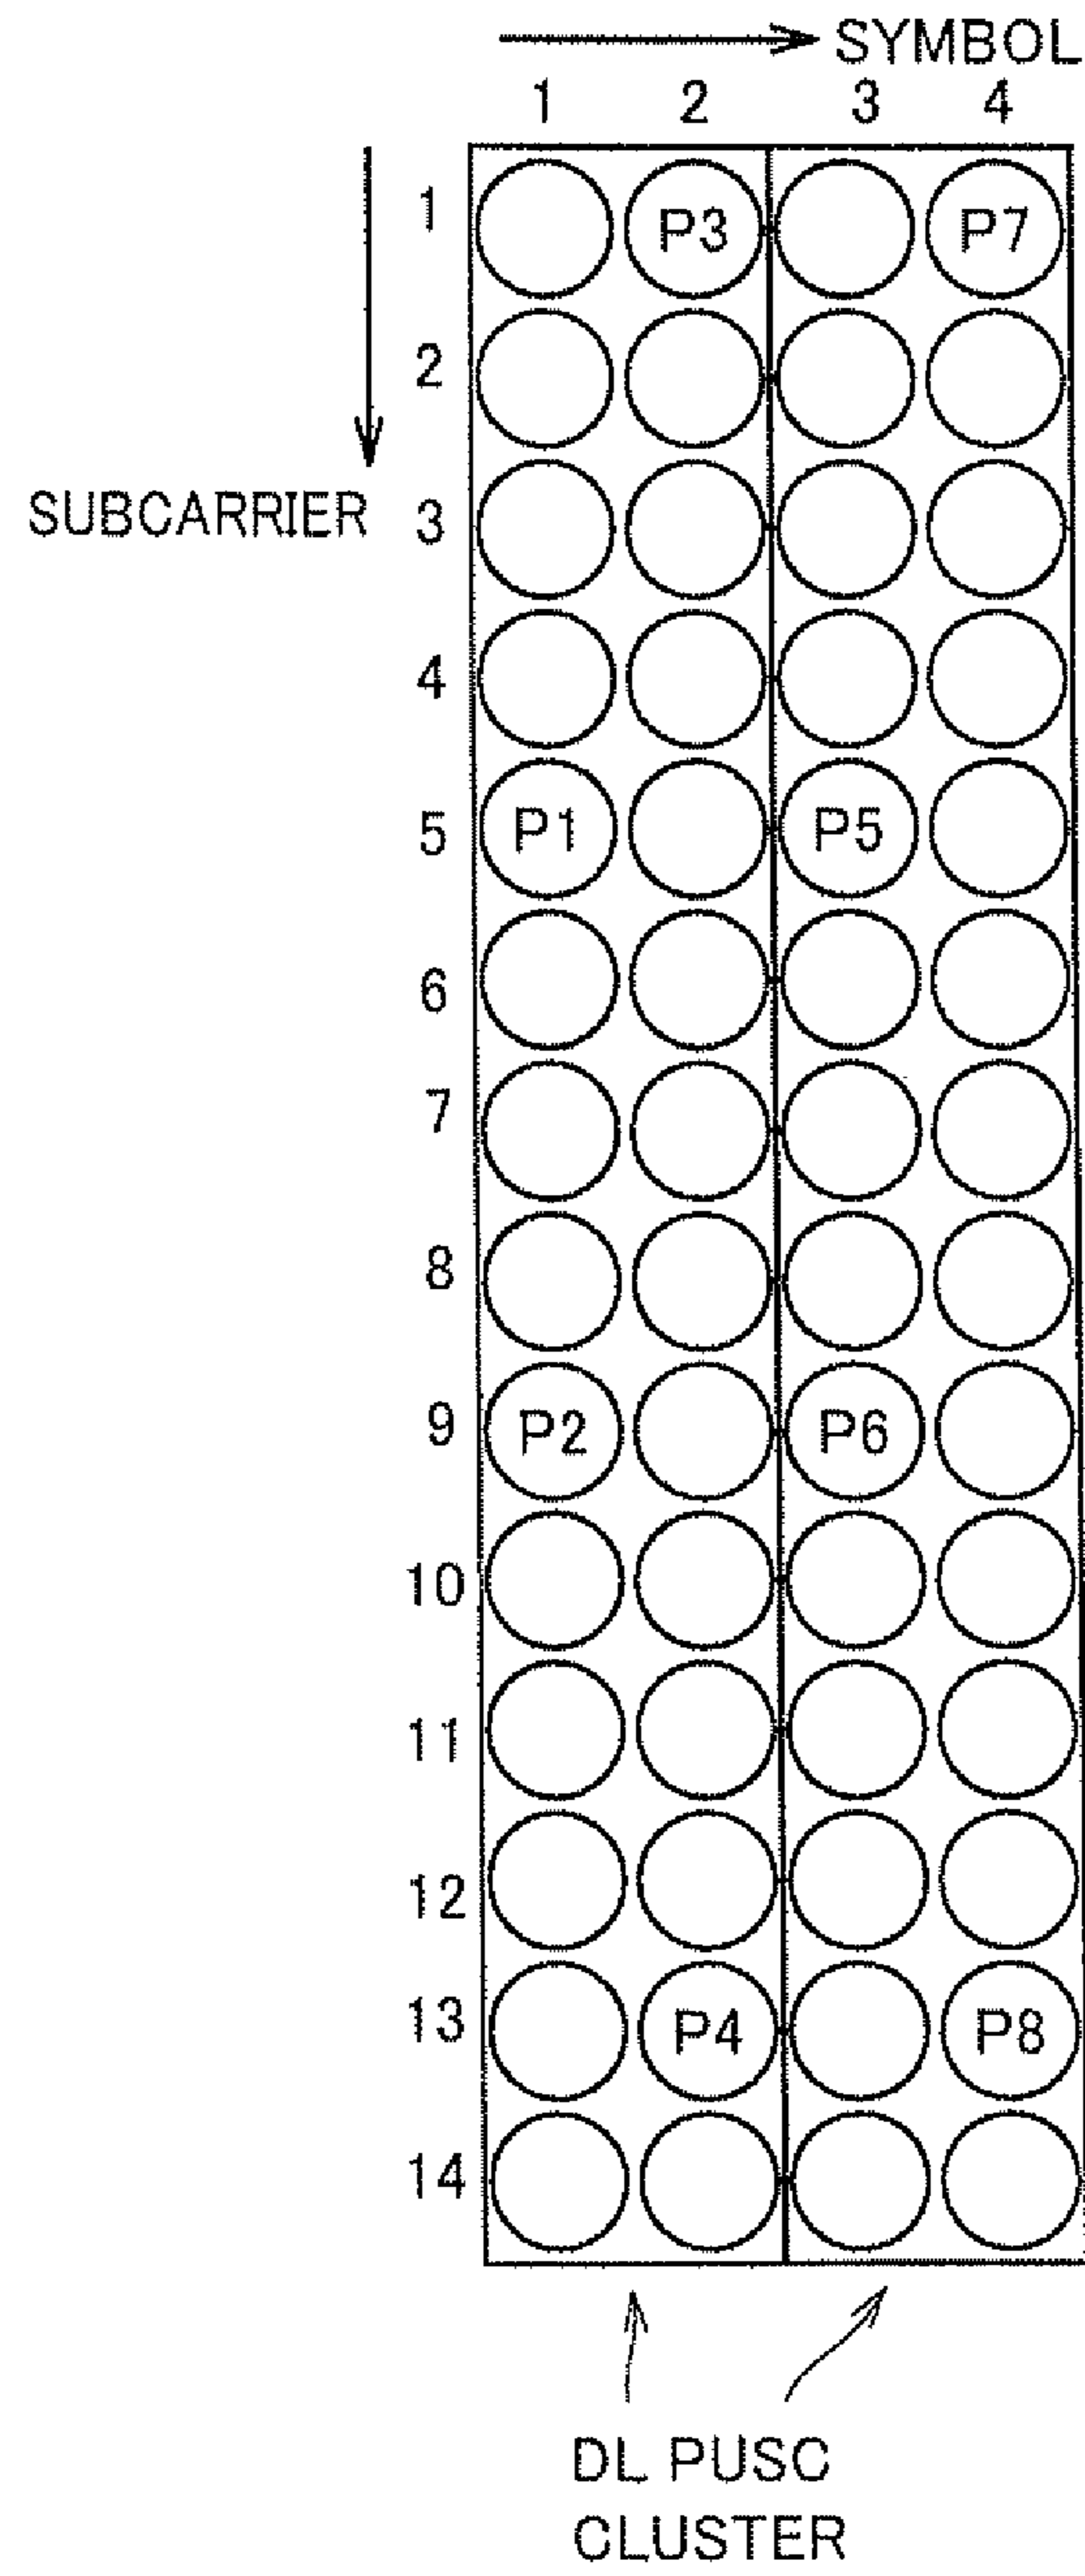 SYMBOL
1 2 3 4
1 P3 P7
2
SUBCARRIER
3
4
5 P1 P5
6
7
8
9 P2 P6
10
11
12
13 P4 P8
14
DL PUSC
CLUSTER